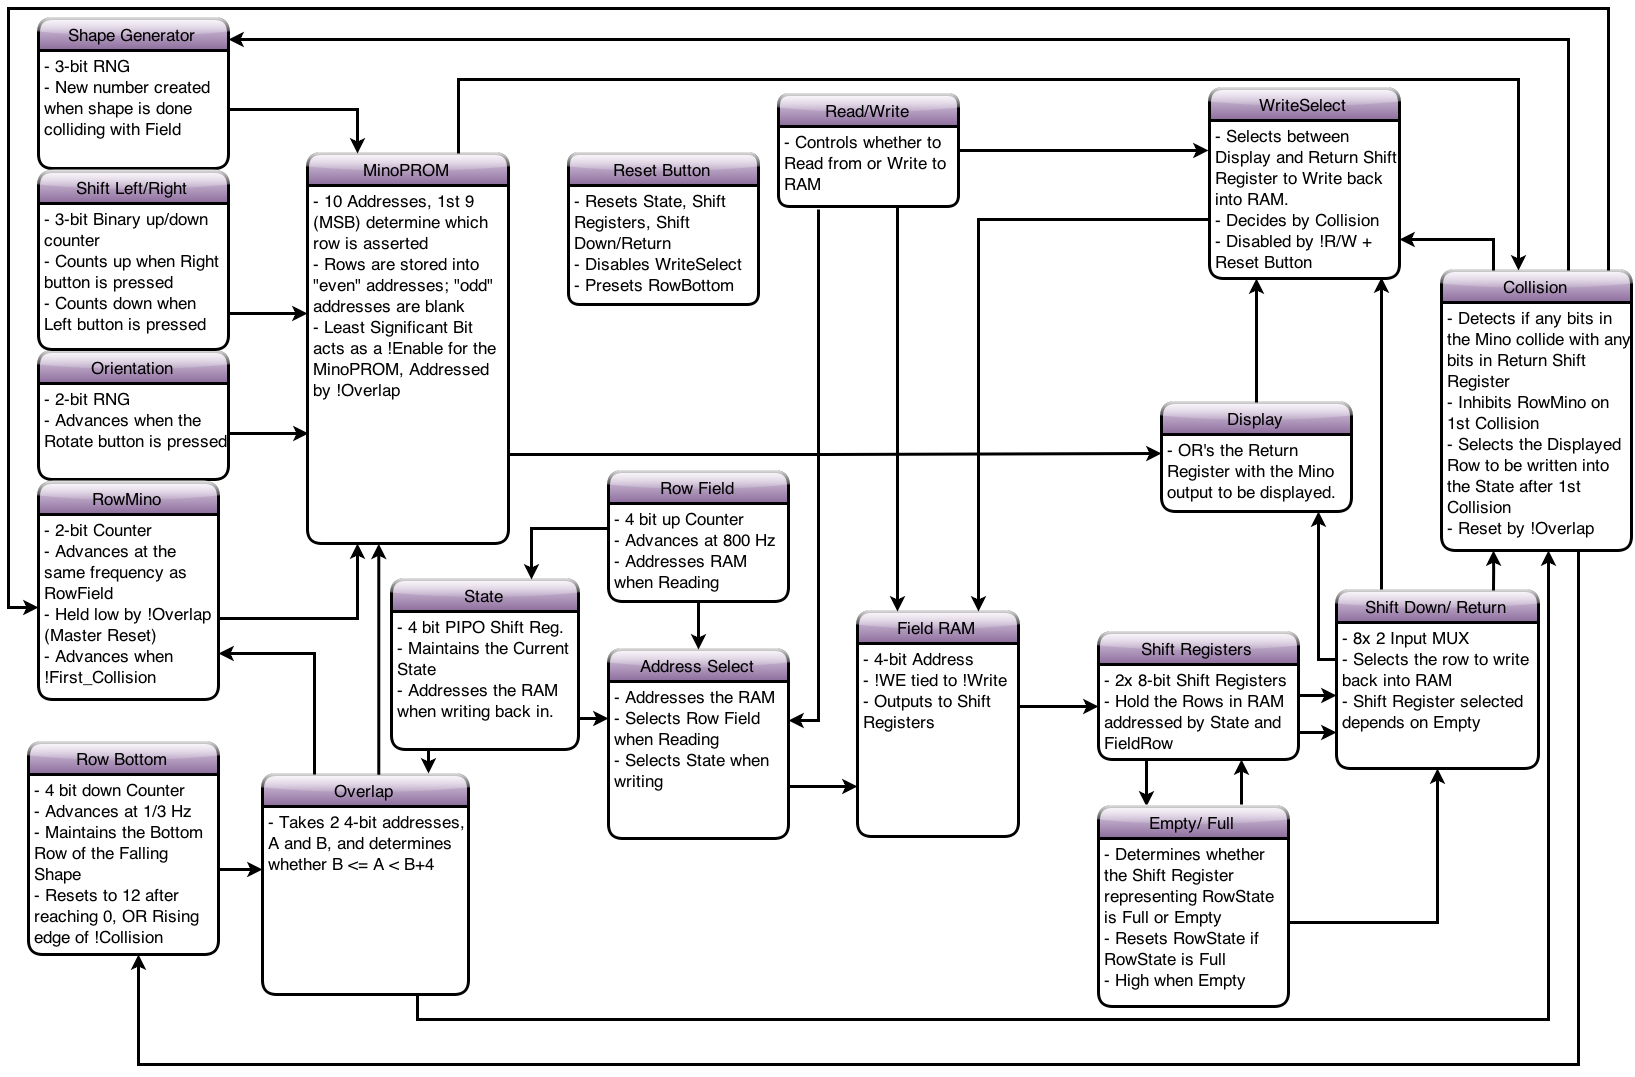 Shape Generator
- 3-bit RNG
- New number created
when shape is done
colliding with Field
Shift Left/Right
- 3-bit Binary up/down
counter
- Counts up when Right
button is pressed
- Counts down when
Left button is pressed
Orientation
- 2-bit RNG
- Advances when the
Rotate button is pressed
RowMino
- 2-bit Counter
- Advances at the
same frequency as
RowField
- Held low by !Overlap
(Master Reset)
- Advances when
!First_Collision
Row Bottom
- 4 bit down Counter
- Advances at 1/3 Hz
- Maintains the Bottom
Row of the Falling
Shape
- Resets to 12 after
reaching 0, OR Rising
edge of !Collision
MinoPROM
- 10 Addresses, 1st 9
(MSB) determine which
row is asserted
- Rows are stored into
"even" addresses; "odd"
addresses are blank
- Least Significant Bit
acts as a !Enable for the
MinoPROM, Addressed
by !Overlap
Overlap
- Takes 2 4-bit addresses,
A and B, and determines
whether B <= A < B+4
State
- 4 bit PIPO Shift Reg.
- Maintains the Current
State
- Addresses the RAM
when writing back in.
Reset Button
- Resets State, Shift
Registers, Shift
Down/Return
- Disables WriteSelect
- Presets RowBottom
Row Field
- 4 bit up Counter
- Advances at 800 Hz
- Addresses RAM
when Reading
Address Select
- Addresses the RAM
- Selects Row Field
when Reading
- Selects State when
writing
Read/Write
- Controls whether to
Read from or Write to
RAM
Field RAM
- 4-bit Address
- !WE tied to !Write
- Outputs to Shift
Registers
WriteSelect
- Selects between
Display and Return Shift
Register to Write back
into RAM.
- Decides by Collision
- Disabled by !R/W +
Reset Button
Display
- OR's the Return
Register with the Mino
output to be displayed.
Shift Registers
- 2x 8-bit Shift Registers
- Hold the Rows in RAM
addressed by State and
FieldRow
Empty/ Full
- Determines whether
the Shift Register
representing RowState
is Full or Empty
- Resets RowState if
RowState is Full
- High when Empty
Collision
- Detects if any bits in
the Mino collide with any
bits in Return Shift
Register
- Inhibits RowMino on
1st Collision
- Selects the Displayed
Row to be written into
the State after 1st
Collision
- Reset by !Overlap
Shift Down/ Return
- 8x 2 Input MUX
- Selects the row to write
back into RAM
- Shift Register selected
depends on Empty